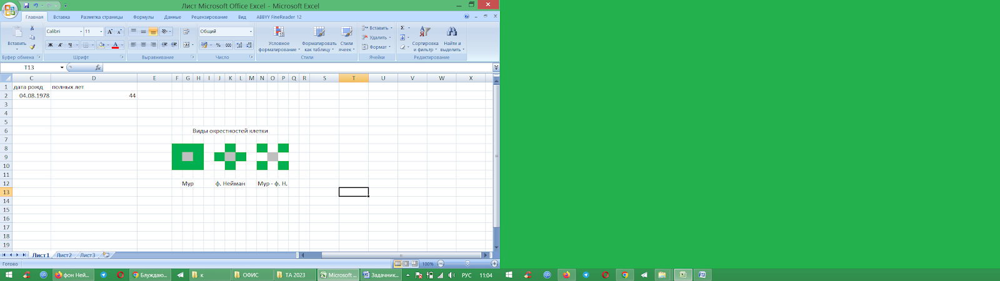 Лист Microsoft Office Excel - Microsoft Excel
Главная Вставка Разметка страницы Формулы Данные Рецензирование Вид ABBYY FineReader 12
Calibri 11 Общий Вставить Σ
Вставить Ж К Ч % 000 Условное форматирование Форматировать как таблицу Стили ячеек Удалить Формат Сортировка и фильтр Найти и выделить
Буфер обмена Шрифт Выравнивание Число Стили Ячейки Редактирование
T13 fx
C D E F G H I J K L M N O P Q R S T U V W X
1 дата рожд полных лет
2 04.08.1978 44
3
4
5
6 Виды окрестностей клетки
7
8
9
10
11
12 Мур ф. Нейман Мур - ф. Н.
13
14
15
16
17
18
19
Лист1 Лист2 Лист3
Готово 100%
фон Ней... Блуждаю... к ОФИС ТА 2023 Microsoft ... Задачник... РУС 11:04